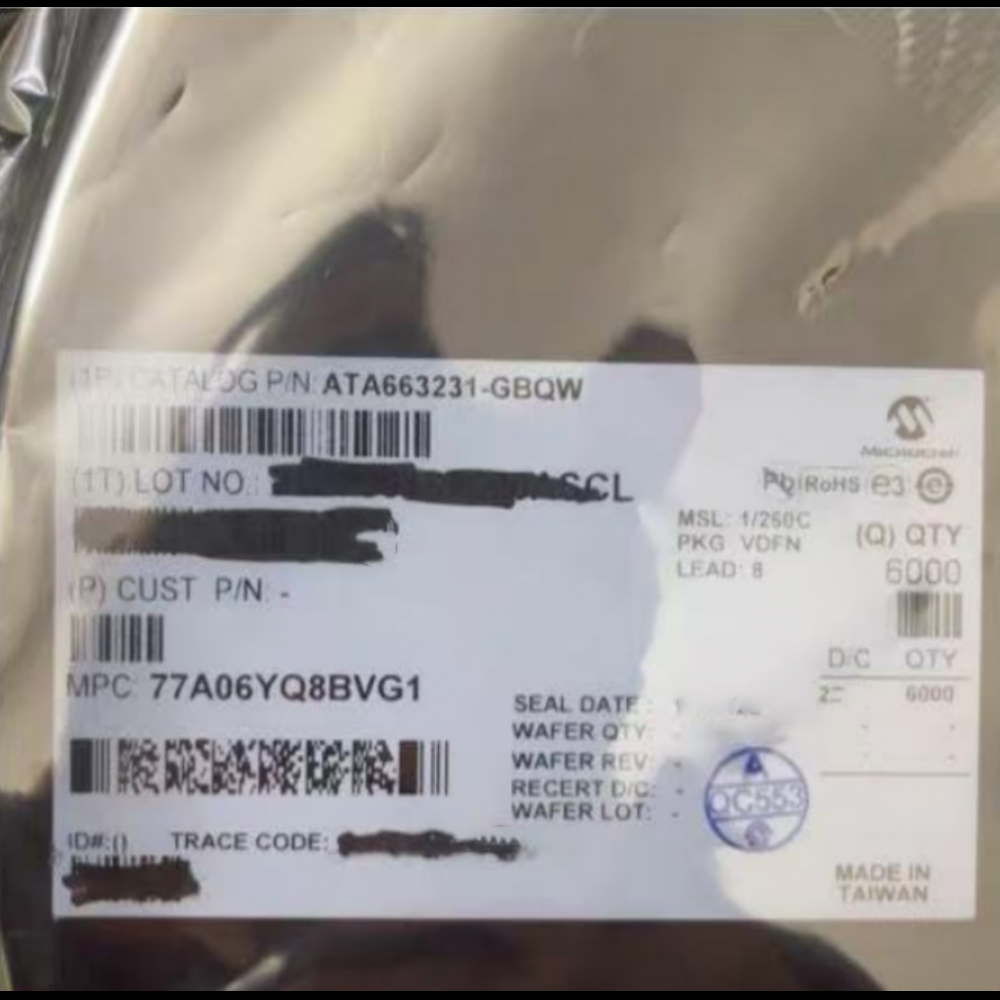 (1P) CATALOG P/N: ATA663231-GBQW
MICROCHIP
(1T) LOT NO.: SCL
Pb RoHS e3 e
MSL: 1/260C
PKG VDFN
LEAD: 8
(Q) QTY
6000
(P) CUST P/N: -
D/C QTY
6000
MPC 77A06YQ8BVG1
SEAL DATE:
WAFER QTY: -
WAFER REV: -
RECERT D/C: -
WAFER LOT: -
QC553
ID#:() TRACE CODE:
MADE IN
TAIWAN